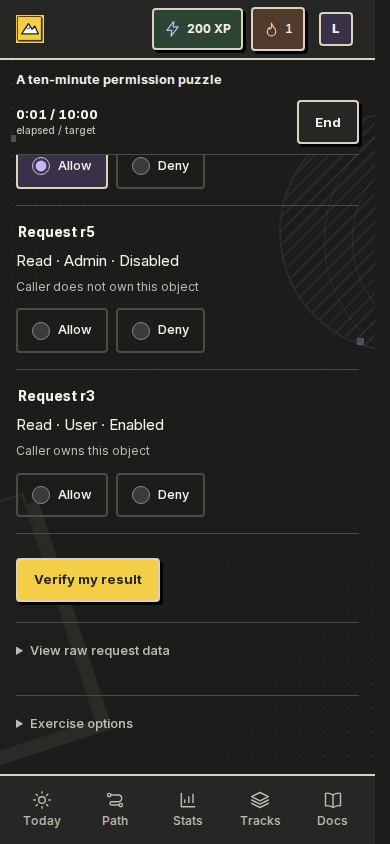 200 XP
1
L
A ten-minute permission puzzle
0:01 / 10:00
elapsed / target
End
Allow
Deny
Request r5
Read · Admin · Disabled
Caller does not own this object
Allow
Deny
Request r3
Read · User · Enabled
Caller owns this object
Allow
Deny
Verify my result
View raw request data
Exercise options
Today
Path
Stats
Tracks
Docs